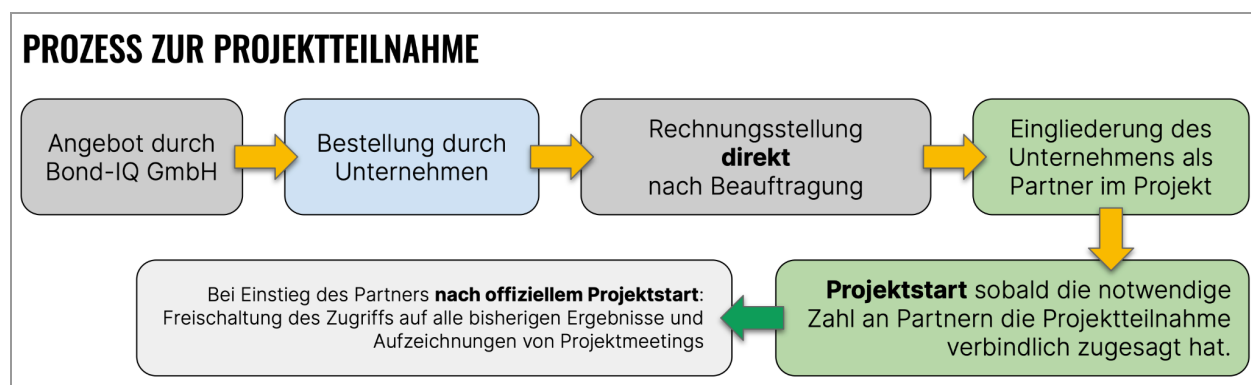 PROZESS ZUR PROJEKTTEILNAHME
Angebot durch
Bond-IQ GmbH
Bestellung durch
Unternehmen
Rechnungsstellung
direkt
nach Beauftragung
Eingliederung des
Unternehmens als
Partner im Projekt
Projektstart sobald die notwendige
Zahl an Partnern die Projektteilnahme
verbindlich zugesagt hat.
Bei Einstieg des Partners nach offiziellem Projektstart:
Freischaltung des Zugriffs auf alle bisherigen Ergebnisse und
Aufzeichnungen von Projektmeetings